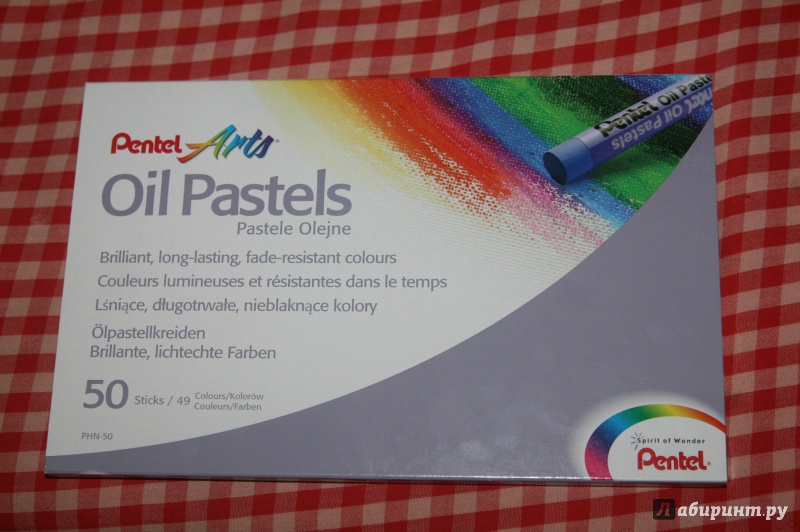 Pentel Arts
Oil Pastels
Pastele Olejne
Brilliant, long-lasting, fade-resistant colours
Couleurs lumineuses et résistantes dans le temps
Lśniące, długotrwałe, nieblaknące kolory
Ölpastellkreiden
Brillante, lichtechte Farben
50 Sticks / 49 Colours/Kolorów
Couleurs/Farben
PHN-50
Pentel Oil Pastels
Oil Pastels
Spirit of Wonder
Pentel®
Лабиринт.ру